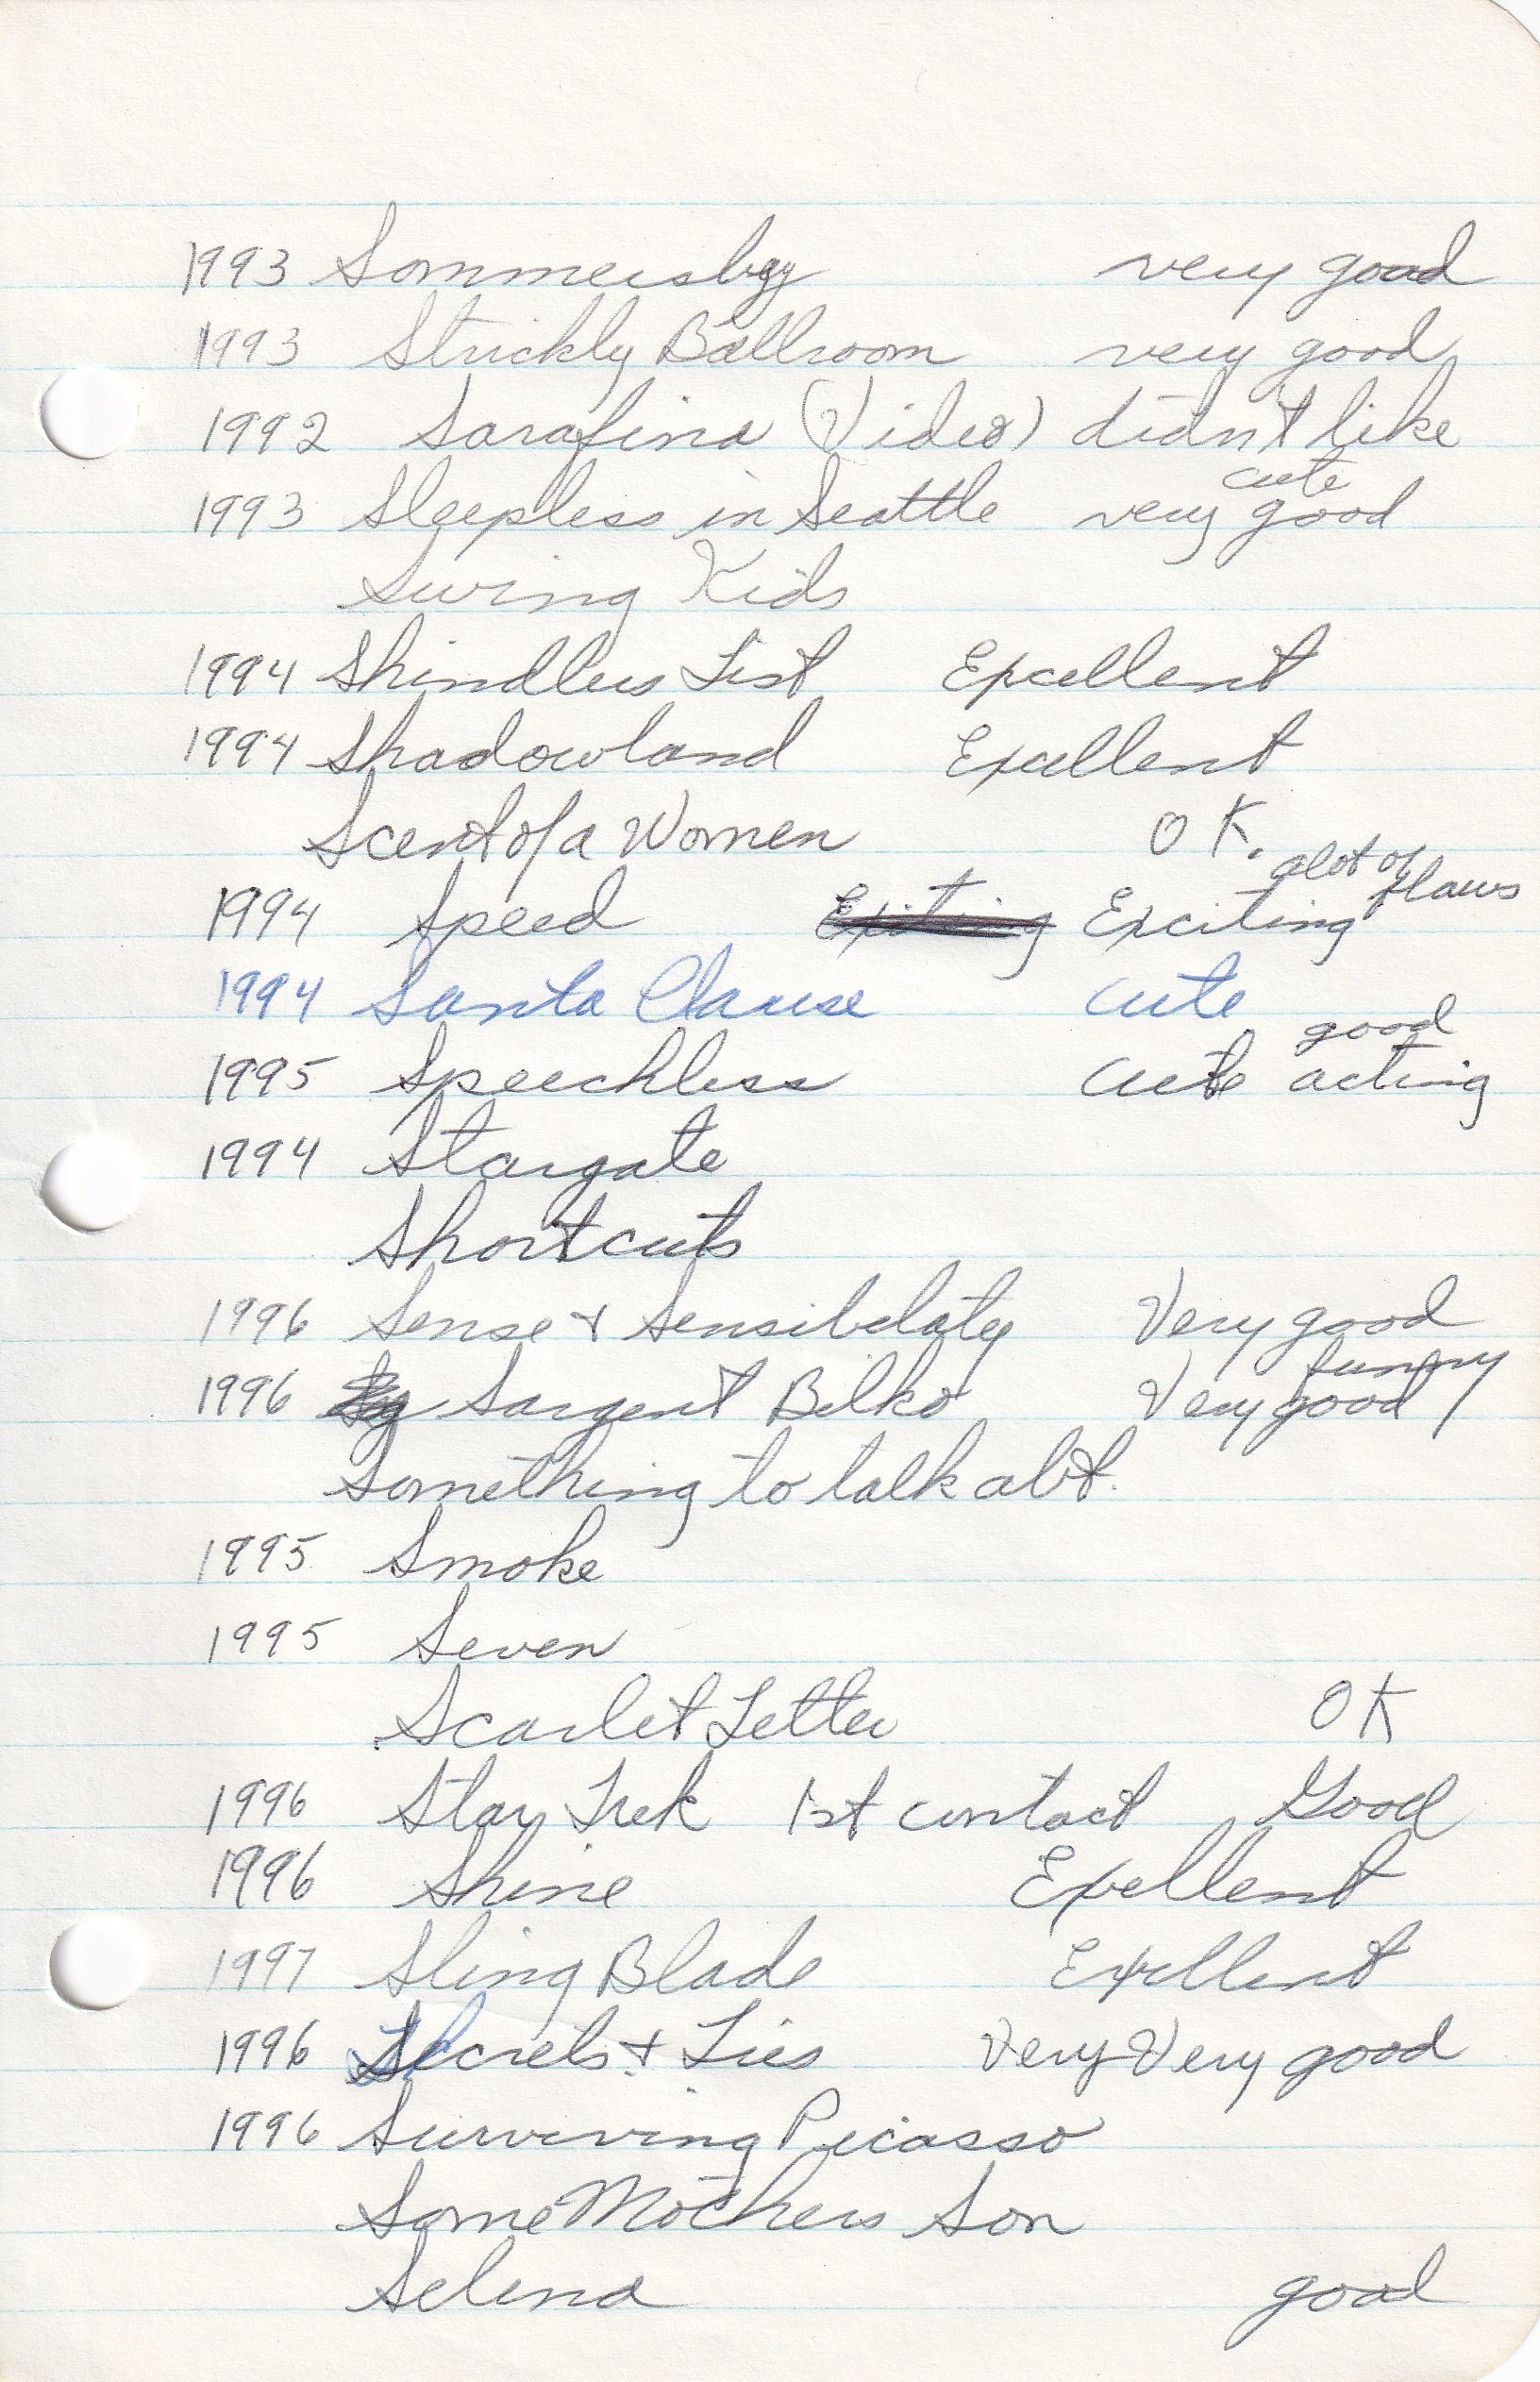 1993 Sommersby very good
1993 Strickly Ballroom very good
1992 Sarafina (Video) didn't like
1993 Sleepless in Seattle very cute good
Swing Kids
1994 Shindlers List Excellent
1994 Shadowland Excellent
Scent of a Women OK.
1994 Speed Exiting Exciting alot of flaws
1994 Santa Clause cute
1995 Speechless cute good acting
1994 Stargate
Shortcuts
1996 Sense + Sensibelaty Very good
1996 Sargent Bilko Very good funny
Something to talk abt.
1995 Smoke
1995 Seven
Scarlet Letter OK
1996 Star Trek 1st contact Good
1996 Shine Exellent
1997 Sling Blade Exellent
1996 Secrets + Lies Very Very good
1996 Surviving Picasso
Some Mothers Son
Selena good